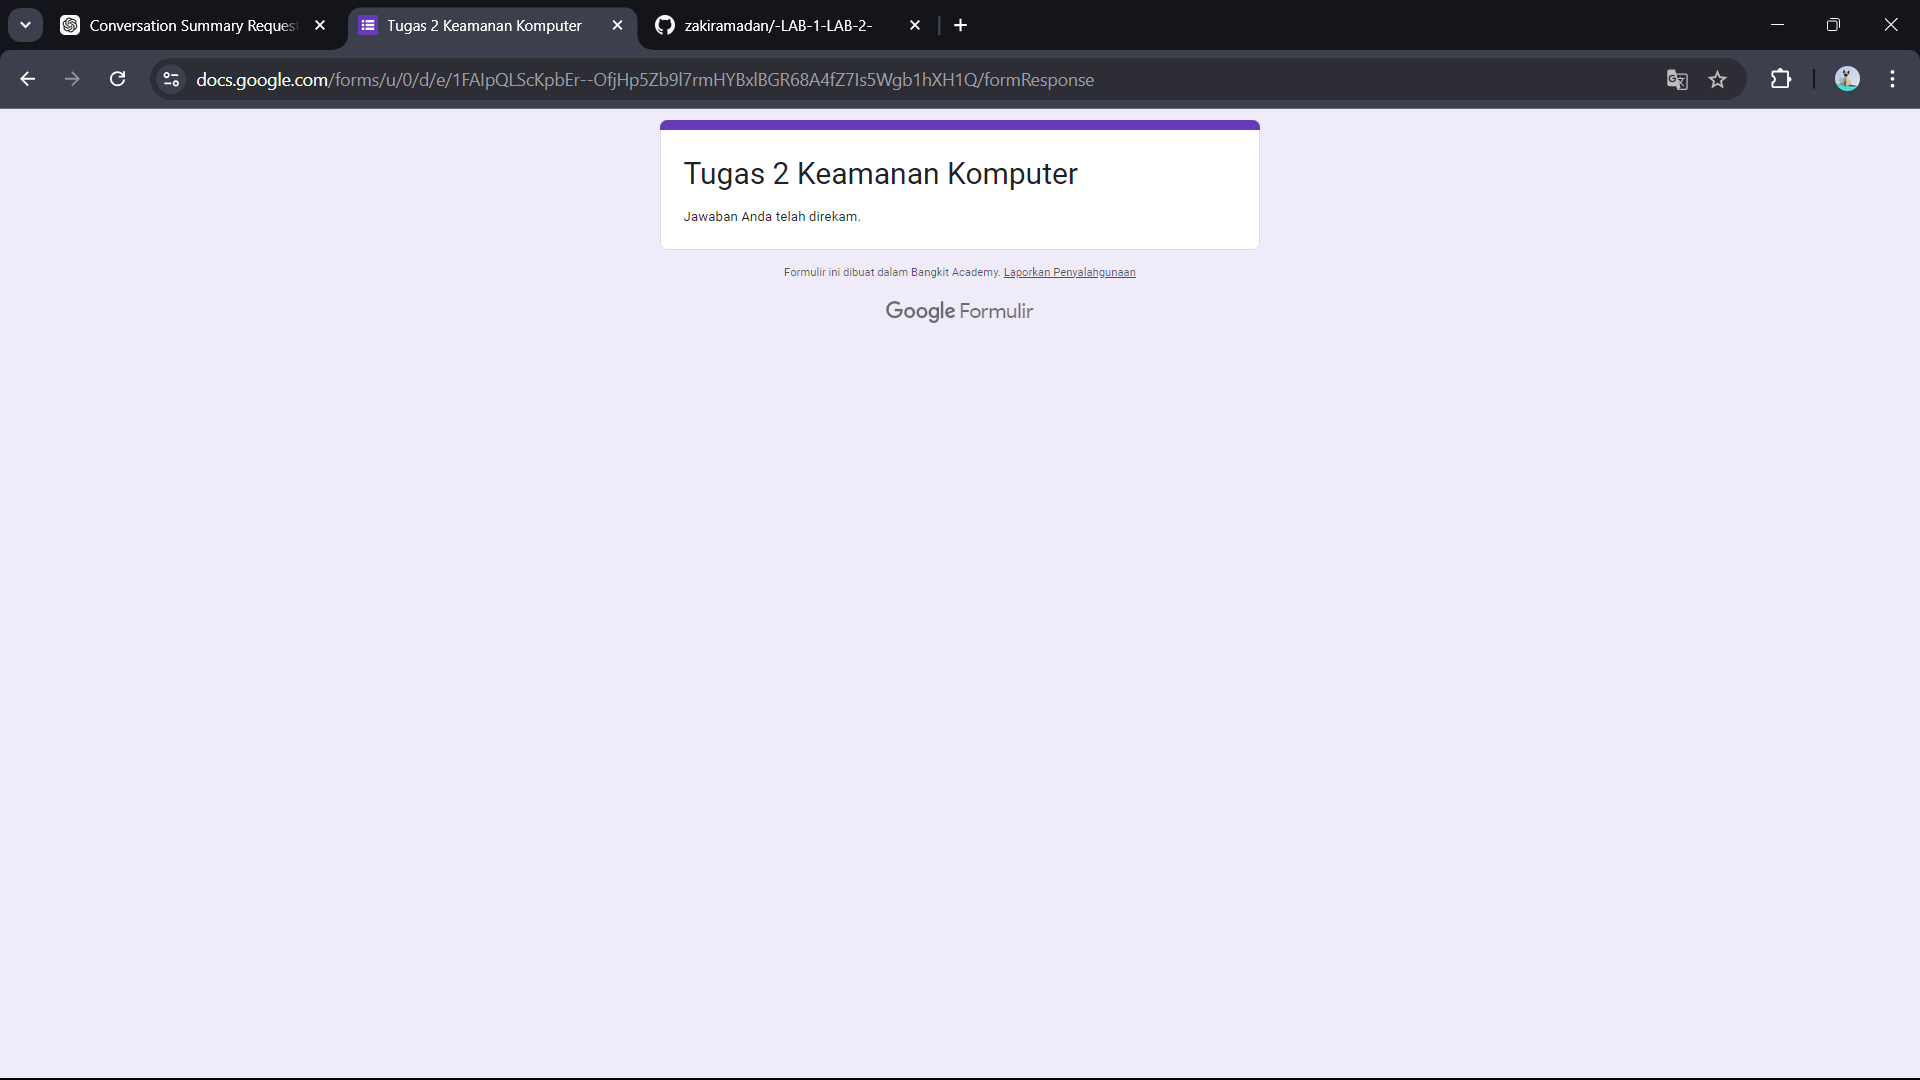 Conversation Summary Reques
Tugas 2 Keamanan Komputer
zakiramadan/-LAB-1-LAB-2-
docs.google.com/forms/u/0/d/e/1FAIpQLScKpbEr--OfjHp5Zb9l7rmHYBxlBGR68A4fZ7Is5Wgb1hXH1Q/formResponse
Tugas 2 Keamanan Komputer
Jawaban Anda telah direkam.
Formulir ini dibuat dalam Bangkit Academy. Laporkan Penyalahgunaan
Google Formulir